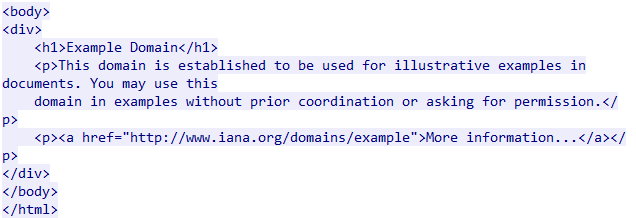 <body>
<div>
    <h1>Example Domain</h1>
    <p>This domain is established to be used for illustrative examples in
documents. You may use this
    domain in examples without prior coordination or asking for permission.</
p>
    <p><a href="http://www.iana.org/domains/example">More information...</a></
p>
</div>
</body>
</html>